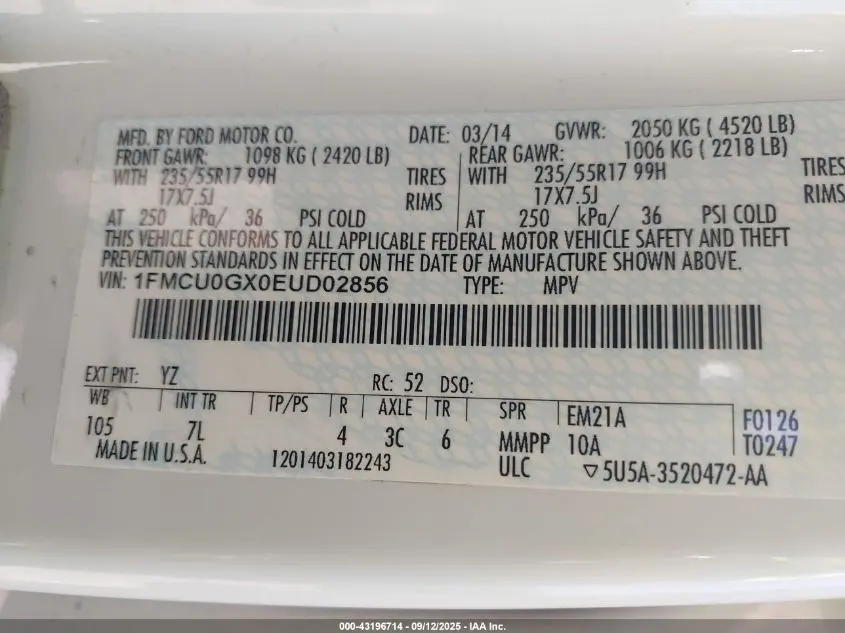 MFD. BY FORD MOTOR CO. DATE: 03/14 GVWR: 2050 KG ( 4520 LB)
FRONT GAWR: 1098 KG ( 2420 LB) REAR GAWR: 1006 KG ( 2218 LB)
WITH 235/55R17 99H TIRES WITH 235/55R17 99H TIRES
17X7.5J RIMS 17X7.5J RIMS
AT 250 kPa/ 36 PSI COLD AT 250 kPa/ 36 PSI COLD
THIS VEHICLE CONFORMS TO ALL APPLICABLE FEDERAL MOTOR VEHICLE SAFETY AND THEFT
PREVENTION STANDARDS IN EFFECT ON THE DATE OF MANUFACTURE SHOWN ABOVE.
VIN: 1FMCU0GX0EUD02856 TYPE: MPV
EXT PNT: YZ RC: 52 DSO:
WB INT TR TP/PS R AXLE TR SPR EM21A F0126
105 7L 4 3C 6 MMPP 10A T0247
MADE IN U.S.A. 1201403182243 ULC ▽5U5A-3520472-AA
000-43196714 - 09/12/2025 - IAA Inc.